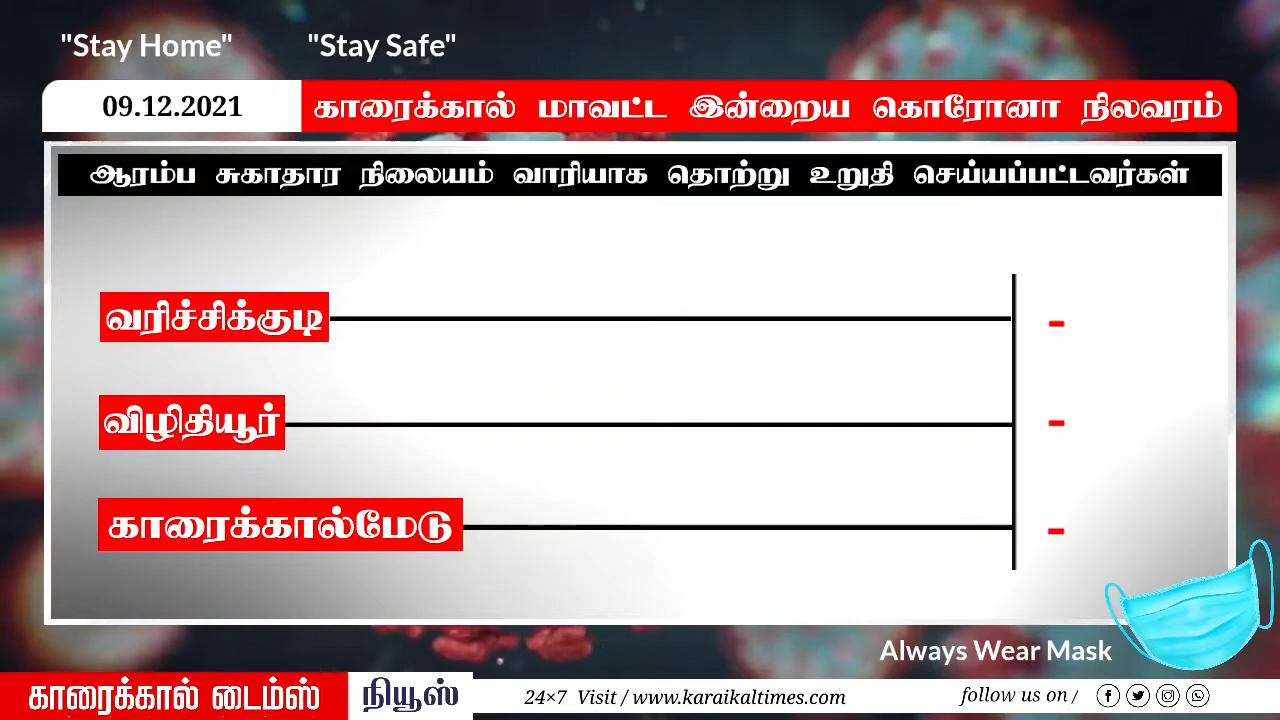 "Stay Home" "Stay Safe"
09.12.2021 காரைக்கால் மாவட்ட இன்றைய கொரோனா நிலவரம்
ஆரம்ப சுகாதார நிலையம் வாரியாக தொற்று உறுதி செய்யப்பட்டவர்கள்
வரிச்சிக்குடி -
விழிதியூர் -
காரைக்கால்மேடு -
Always Wear Mask
காரைக்கால் டைம்ஸ் நியூஸ் 24×7 Visit / www.karaikaltimes.com follow us on /